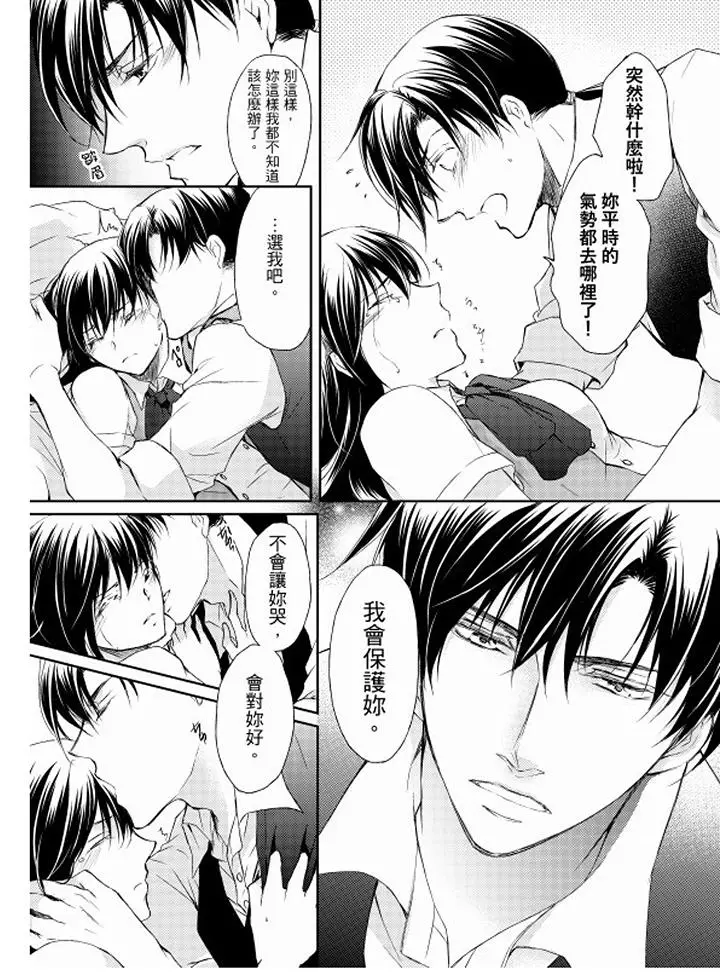 突然幹什麼啦！
妳平時的
氣勢都去哪裡了！
別這樣，
妳這樣我都不知道
該怎麼辦了。
皺眉
…選我吧。
我會保護妳。
不會讓妳哭，
會對妳好。